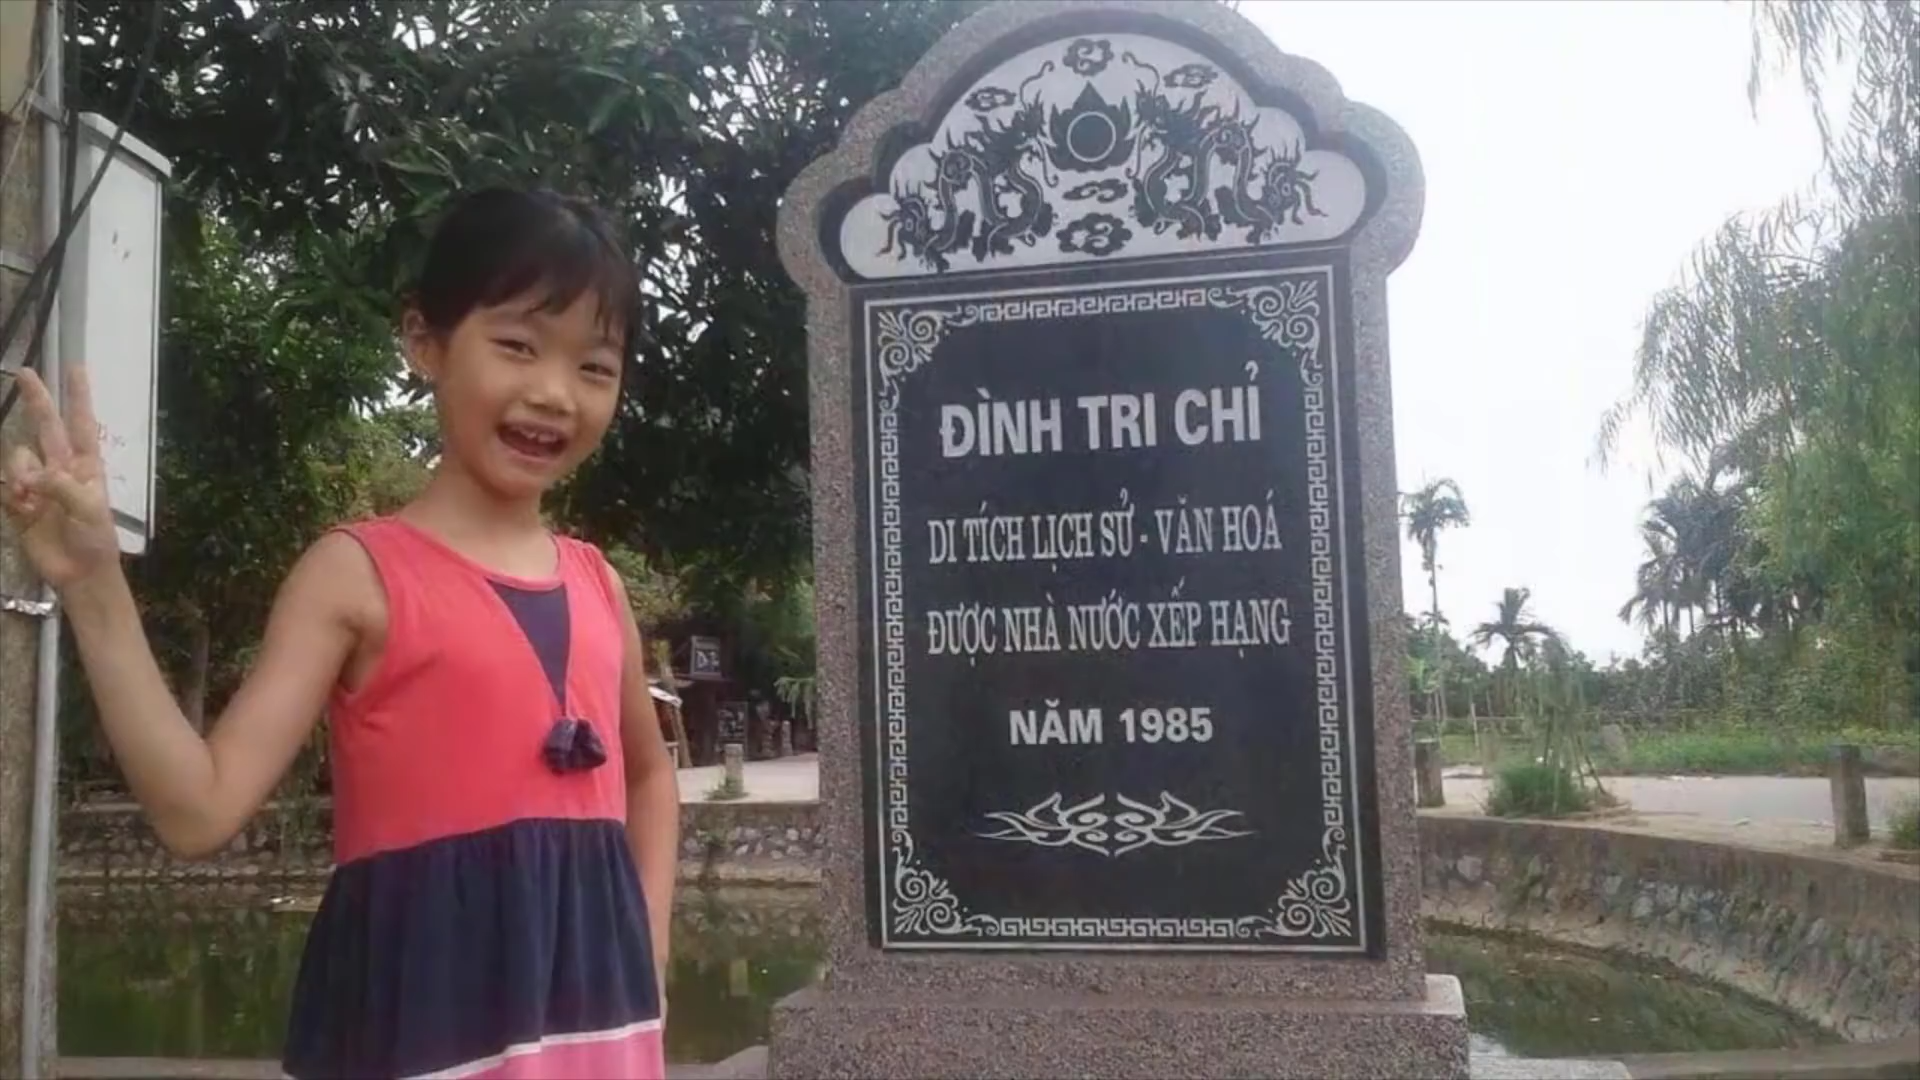 ĐÌNH TRI CHỈ
DI TÍCH LỊCH SỬ - VĂN HOÁ
ĐƯỢC NHÀ NƯỚC XẾP HẠNG
NĂM 1985